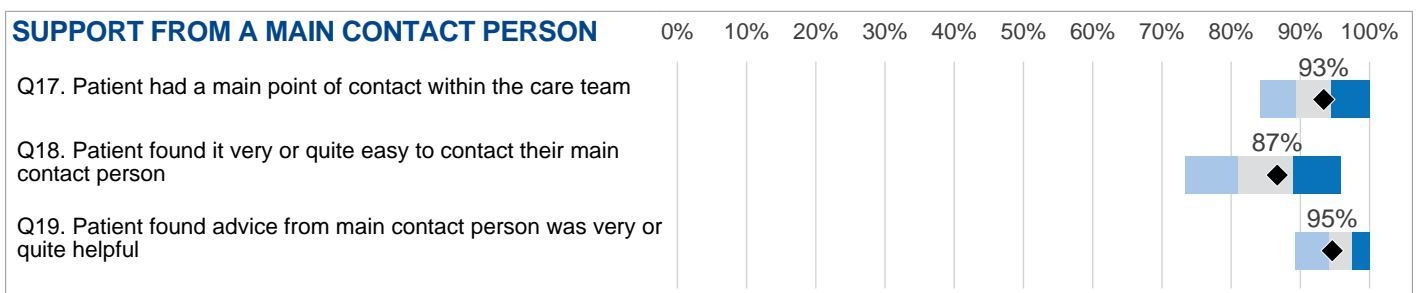 SUPPORT FROM A MAIN CONTACT PERSON 0% 10% 20% 30% 40% 50% 60% 70% 80% 90% 100%
93%
Q17. Patient had a main point of contact within the care team
87%
Q18. Patient found it very or quite easy to contact their main
contact person
95%
Q19. Patient found advice from main contact person was very or
quite helpful